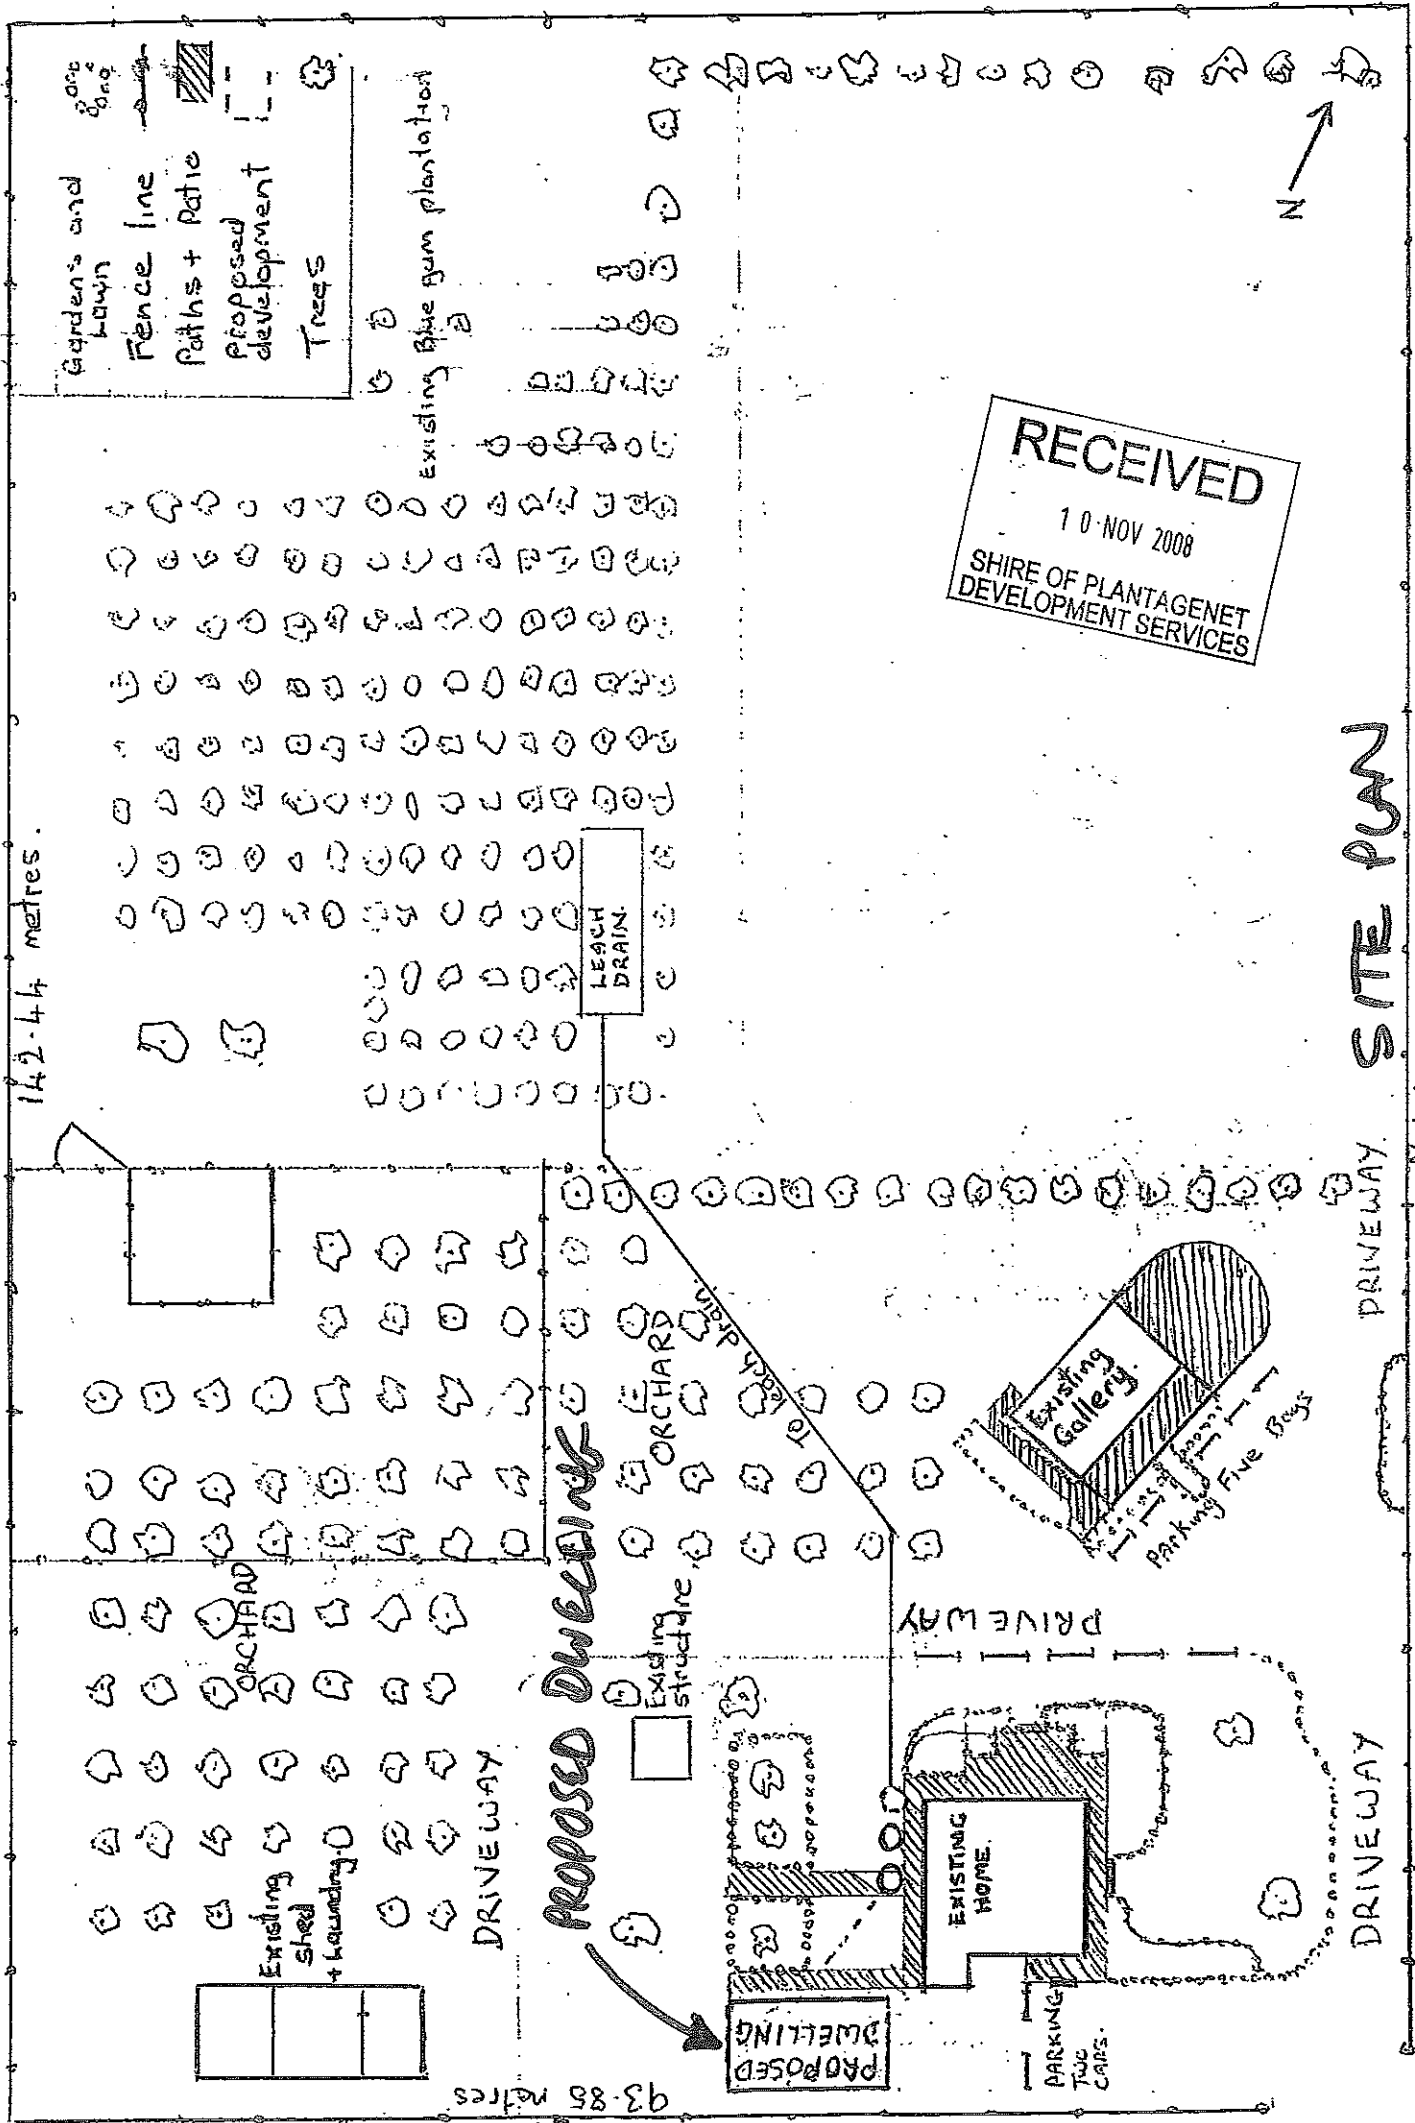 142.44 metres.
Gardens and
Lawn
Fence line
Paths + Patio
proposed
development
Trees
Existing Blue gum plantation
LEACH
DRAIN.
RECEIVED
10 NOV 2008
SHIRE OF PLANTAGENET
DEVELOPMENT SERVICES
N
ORCHARD
ORCHARD
To leach drain.
Existing
Gallery.
Parking Five Bays
Existing
shed
+ Laundry
DRIVEWAY
PROPOSED DWELLING
Existing
structure
DRIVEWAY
EXISTING
HOME.
PROPOSED
DWELLING
PARKING
TWO
CARS.
93.85 metres
DRIVEWAY
DRIVEWAY.
SITE PLAN